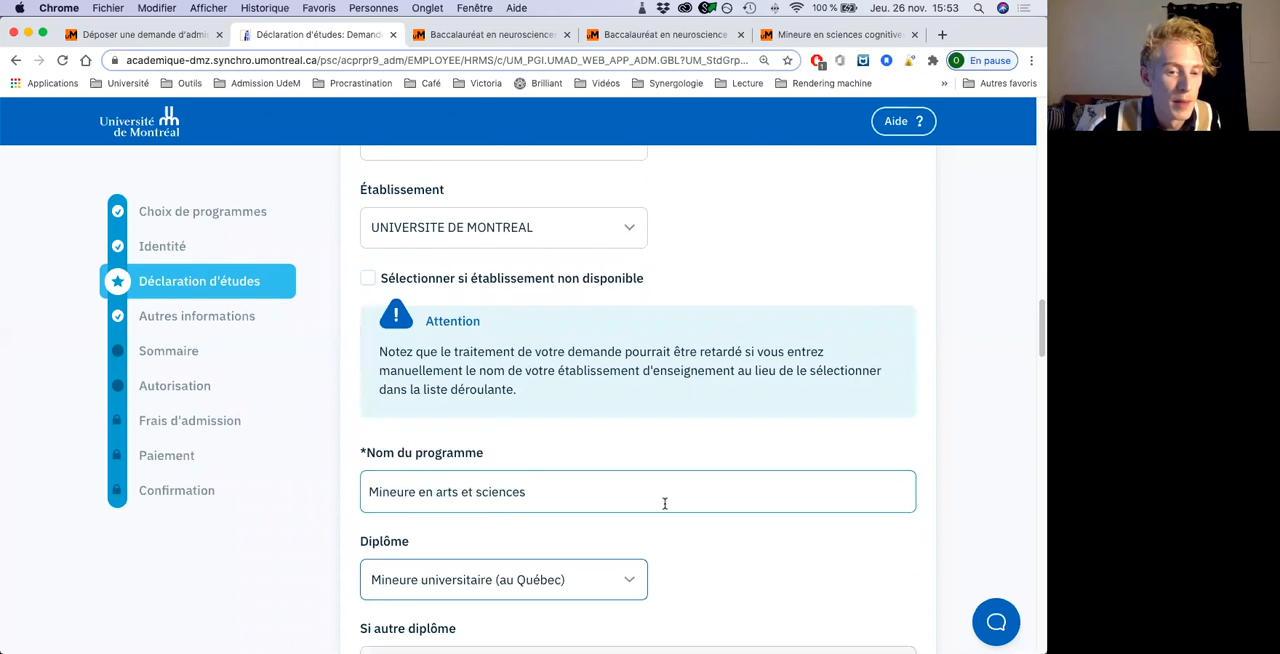 Chrome Fichier Modifier Afficher Historique Favoris Personnes Onglet Fenêtre Aide 100 % Jeu. 26 nov. 15:53
Déposer une demande d'admi Déclaration d'études: Demand Baccalauréat en neurosciences Baccalauréat en neuroscience Mineure en sciences cognitive
academique-dmz.synchro.umontreal.ca/psc/acprpr9_adm/EMPLOYEE/HRMS/c/UM_PGI.UMAD_WEB_APP_ADM.GBL?UM_StdGrp... 1 O En pause
Applications Université Outils Admission UdeM Procrastination Café Victoria Brilliant Vidéos Synergologie Lecture Rendering machine » Autres favoris
Université de Montréal
Aide ?
Choix de programmes
Identité
Déclaration d'études
Autres informations
Sommaire
Autorisation
Frais d'admission
Paiement
Confirmation
Établissement
UNIVERSITE DE MONTREAL
Sélectionner si établissement non disponible
! Attention
Notez que le traitement de votre demande pourrait être retardé si vous entrez
manuellement le nom de votre établissement d'enseignement au lieu de le sélectionner
dans la liste déroulante.
*Nom du programme
Mineure en arts et sciences
Diplôme
Mineure universitaire (au Québec)
Si autre diplôme